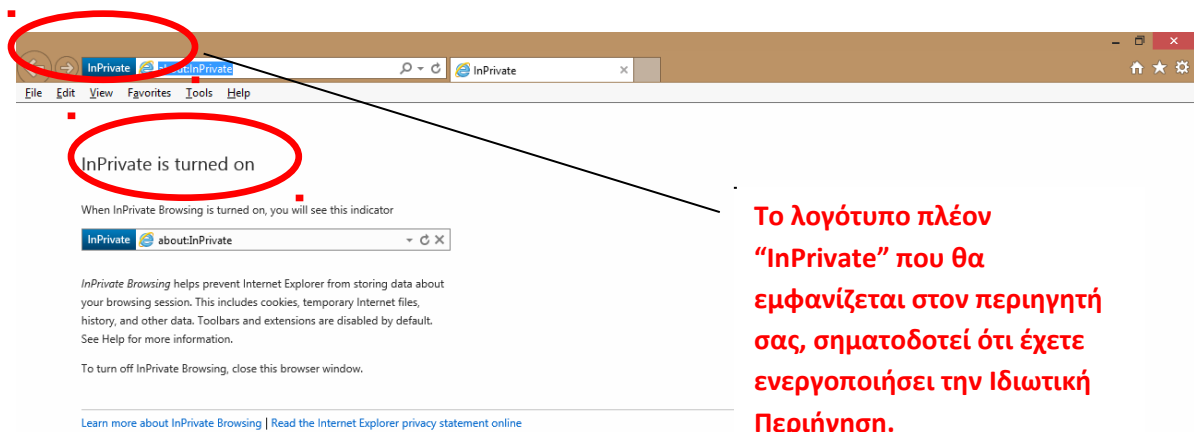 InPrivate about:InPrivate InPrivate
File Edit View Favorites Tools Help
InPrivate is turned on
When InPrivate Browsing is turned on, you will see this indicator
InPrivate about:InPrivate
InPrivate Browsing helps prevent Internet Explorer from storing data about
your browsing session. This includes cookies, temporary Internet files,
history, and other data. Toolbars and extensions are disabled by default.
See Help for more information.
To turn off InPrivate Browsing, close this browser window.
Learn more about InPrivate Browsing | Read the Internet Explorer privacy statement online
Το λογότυπο πλέον
“InPrivate” που θα
εμφανίζεται στον περιηγητή
σας, σηματοδοτεί ότι έχετε
ενεργοποιήσει την Ιδιωτική
Περιήγηση.